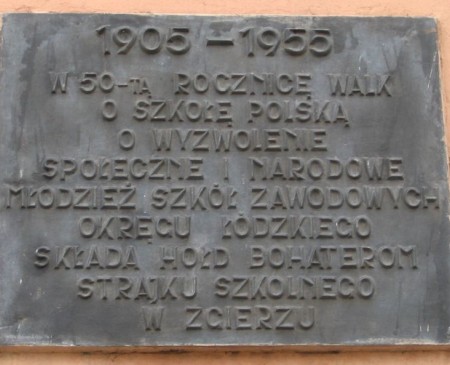 1905 – 1955
W 50-TĄ ROCZNICĘ WALK
O SZKOŁĘ POLSKĄ
O WYZWOLENIE
SPOŁECZNE I NARODOWE
MŁODZIEŻ SZKÓŁ ZAWODOWYCH
OKRĘGU ŁÓDZKIEGO
SKŁADA HOŁD BOHATEROM
STRAJKU SZKOLNEGO
W ZGIERZU